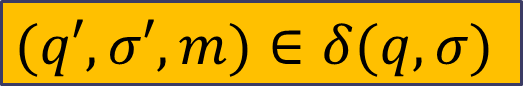 (q′, σ′, m) ∈ δ(q, σ)